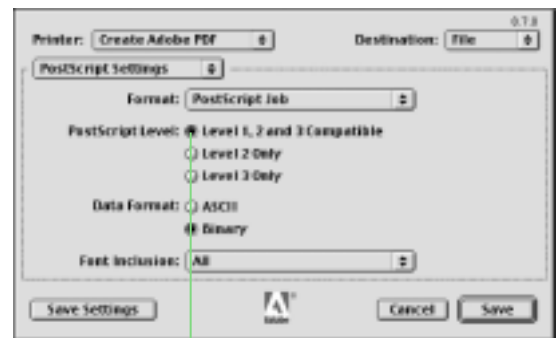 0.7.0
Printer: Create Adobe PDF Destination: File
PostScript Settings
Format: PostScript Job
PostScript Level: Level 1, 2 and 3 Compatible
Level 2 Only
Level 3 Only
Data Format: ASCII
Binary
Font Inclusion: All
Save Settings Adobe Cancel Save